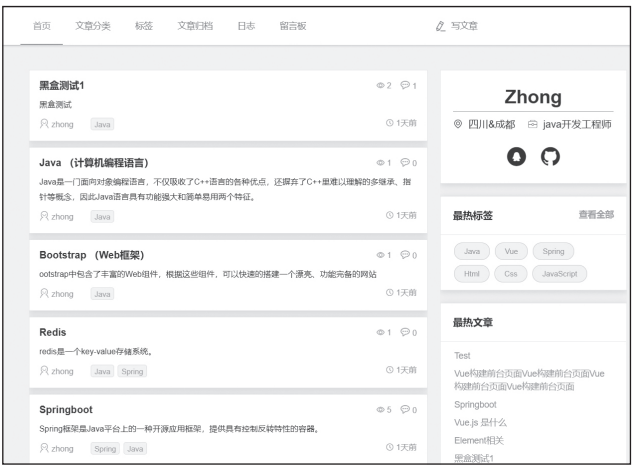 首页 文章分类 标签 文章归档 日志 留言板 写文章
黑盒测试1 2 1
黑盒测试
zhong Java 1天前
Java （计算机编程语言） 1 0
Java是一门面向对象编程语言，不仅吸收了C++语言的各种优点，还摒弃了C++里难以理解的多继承、指
针等概念，因此Java语言具有功能强大和简单易用两个特征。
zhong Java 1天前
Bootstrap （Web框架） 1 0
ootstrap中包含了丰富的Web组件，根据这些组件，可以快速的搭建一个漂亮、功能完备的网站
zhong Java 1天前
Redis 1 0
redis是一个key-value存储系统。
zhong Java Spring 1天前
Springboot 5 0
Spring框架是Java平台上的一种开源应用框架，提供具有控制反转特性的容器。
zhong Spring Java 1天前
Zhong
四川&成都 java开发工程师
最热标签 查看全部
Java Vue Spring
Html Css JavaScript
最热文章
Test
Vue构建前台页面Vue构建前台页面Vue
构建前台页面Vue构建前台页面
Springboot
Vue.js 是什么
Element相关
黑盒测试1